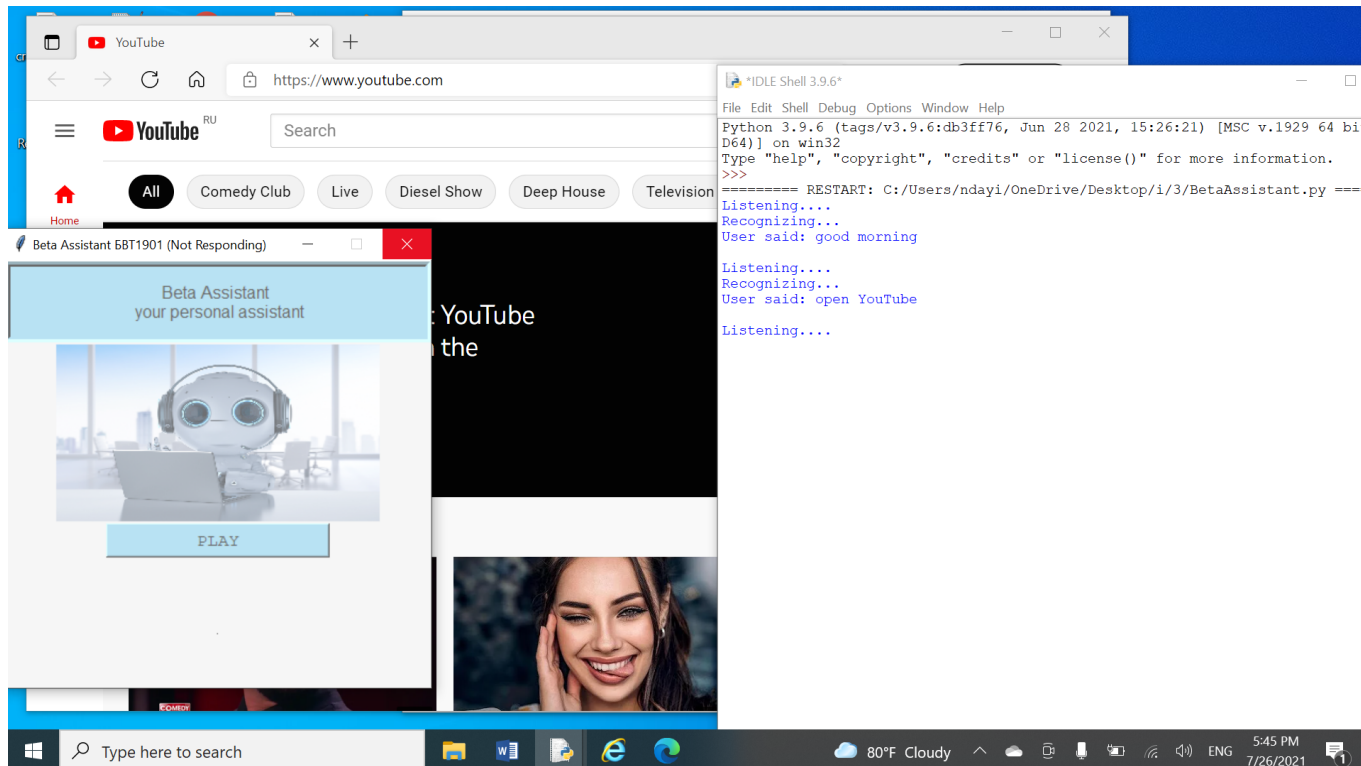 YouTube
https://www.youtube.com
YouTube RU
Search
All
Comedy Club
Live
Diesel Show
Deep House
Television
Home
YouTube
the
COMEDY
Beta Assistant БВТ1901 (Not Responding)
Beta Assistant
your personal assistant
PLAY
*IDLE Shell 3.9.6*
File Edit Shell Debug Options Window Help
Python 3.9.6 (tags/v3.9.6:db3ff76, Jun 28 2021, 15:26:21) [MSC v.1929 64 bi
D64)] on win32
Type "help", "copyright", "credits" or "license()" for more information.
>>>
========= RESTART: C:/Users/ndayi/OneDrive/Desktop/i/3/BetaAssistant.py ===
Listening....
Recognizing...
User said: good morning
Listening....
Recognizing...
User said: open YouTube
Listening....
Type here to search
80°F Cloudy
ENG
5:45 PM
7/26/2021
1